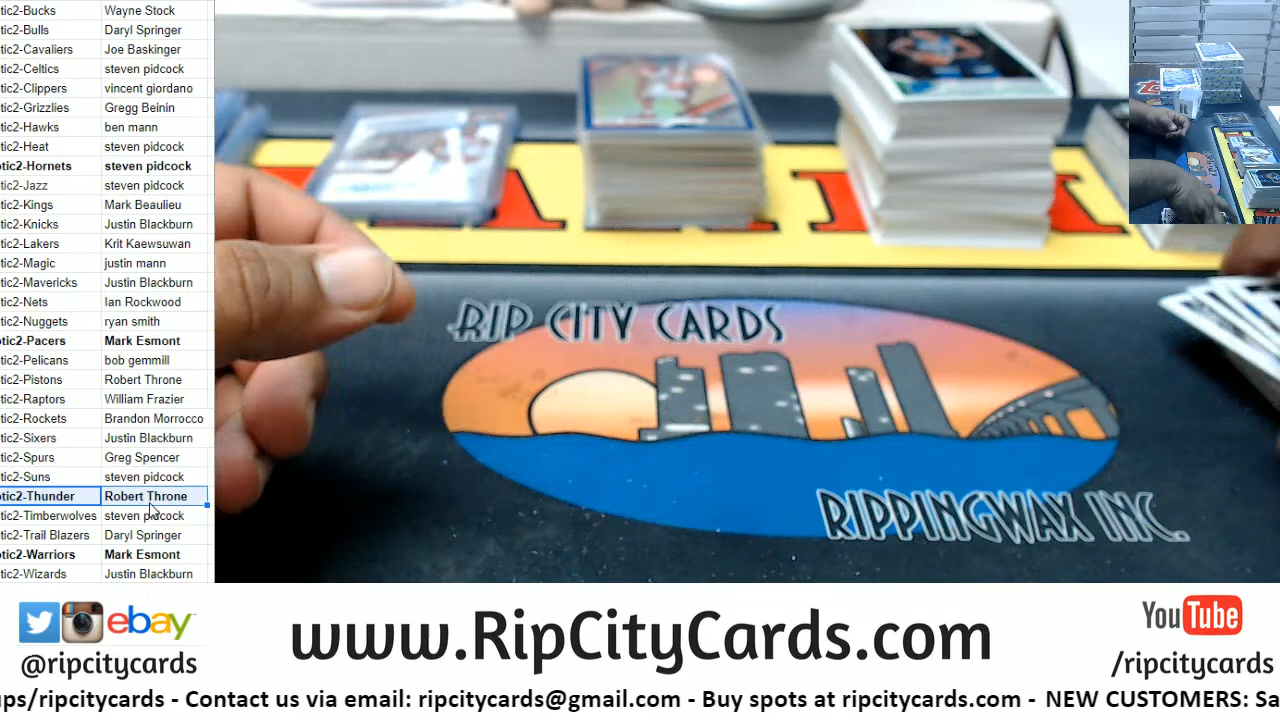 tic2-Bucks Wayne Stock
tic2-Bulls Daryl Springer
tic2-Cavaliers Joe Baskinger
tic2-Celtics steven pidcock
tic2-Clippers vincent giordano
tic2-Grizzlies Gregg Beinin
tic2-Hawks ben mann
tic2-Heat steven pidcock
otic2-Hornets steven pidcock
tic2-Jazz steven pidcock
tic2-Kings Mark Beaulieu
tic2-Knicks Justin Blackburn
tic2-Lakers Krit Kaewsuwan
tic2-Magic justin mann
tic2-Mavericks Justin Blackburn
tic2-Nets Ian Rockwood
tic2-Nuggets ryan smith
otic2-Pacers Mark Esmont
tic2-Pelicans bob gemmill
tic2-Pistons Robert Throne
tic2-Raptors William Frazier
tic2-Rockets Brandon Morrocco
tic2-Sixers Justin Blackburn
tic2-Spurs Greg Spencer
tic2-Suns steven pidcock
otic2-Thunder Robert Throne
tic2-Timberwolves steven pidcock
tic2-Trail Blazers Daryl Springer
otic2-Warriors Mark Esmont
tic2-Wizards Justin Blackburn
RIP CITY CARDS
RIPPINGWAX INC.
ebay™
@ripcitycards
www.RipCityCards.com
YouTube
/ripcitycards
ups/ripcitycards - Contact us via email: ripcitycards@gmail.com - Buy spots at ripcitycards.com - NEW CUSTOMERS: Sa